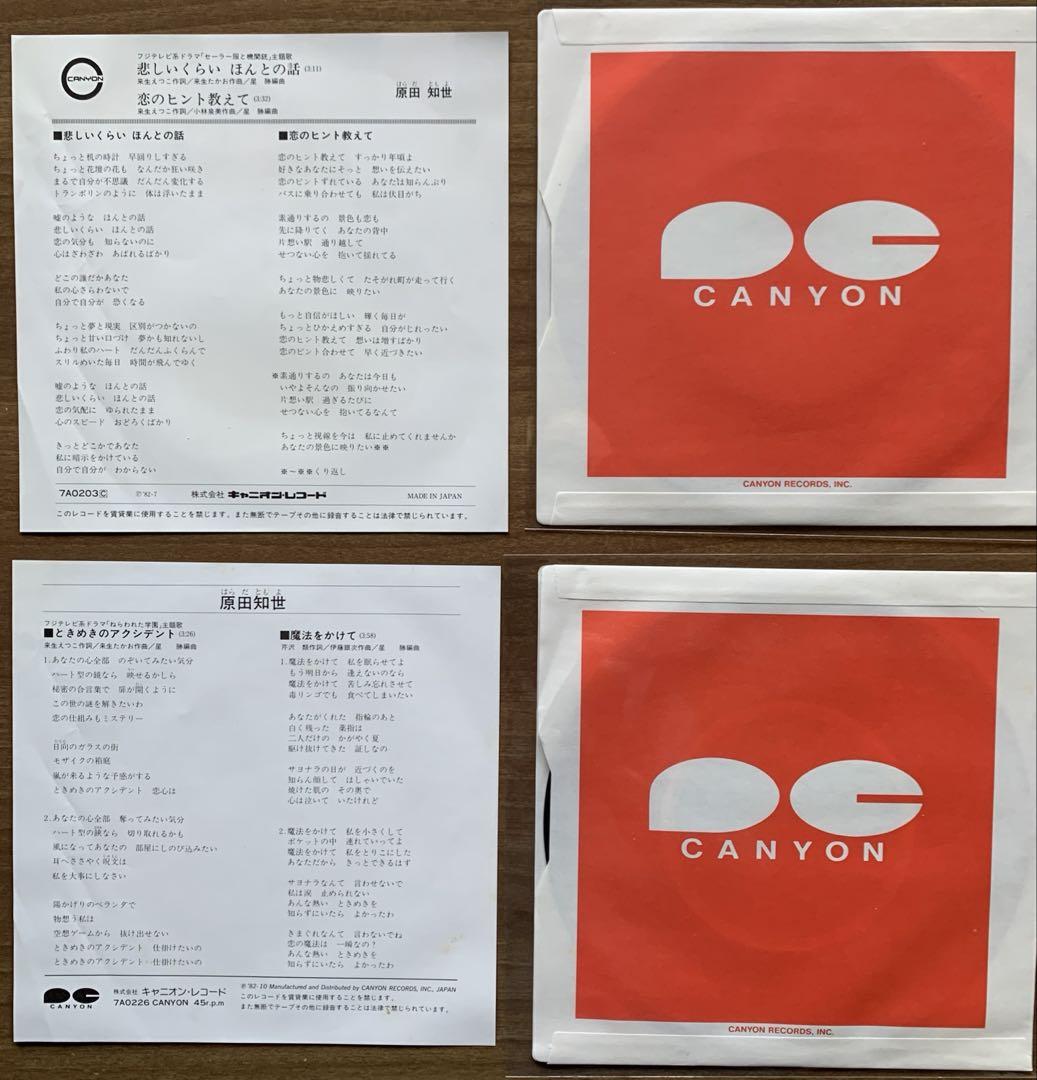 CANYON
フジテレビ系ドラマ「セーラー服と機関銃」主題歌
悲しいくらい ほんとの話 (3:11)
来生えつこ作詞／来生たかお作曲／星 勝編曲
恋のヒント教えて (3:32)
来生えつこ作詞／小林泉美作曲／星 勝編曲
はらだ ともよ
原田 知世
■悲しいくらい ほんとの話
ちょっと机の時計 早回りしすぎる
ちょっと花壇の花も なんだか狂い咲き
まるで自分が不思議 だんだん変化する
トランポリンのように 体は浮いたまま
嘘のような ほんとの話
悲しいくらい ほんとの話
恋の気分も 知らないのに
心はざわざわ あばれるばかり
どこの誰だかあなた
私の心さらわないで
自分で自分が 恐くなる
ちょっと夢と現実 区別がつかないの
ちょっと甘い口づけ 夢かも知れないし
ふわり私のハート だんだんふくらんで
スリルめいた毎日 時間が飛んでゆく
嘘のような ほんとの話
悲しいくらい ほんとの話
恋の気配に ゆられたまま
心のスピード おどろくばかり
きっとどこかであなた
私に暗示をかけている
自分で自分が わからない
■恋のヒント教えて
恋のヒント教えて すっかり年頃よ
好きなあなたにそっと 想いを伝えたい
恋のヒントずれている あなたは知らんぷり
バスに乗り合わせても 私は伏目がち
素通りするの 景色も恋も
先に降りてく あなたの背中
片想い駅 通り越して
せつない心を 抱いて揺れてる
ちょっと物悲しくて たそがれ町が走って行く
あなたの景色に 映りたい
もっと自信がほしい 輝く毎日が
ちょっとひかえめすぎる 自分がじれったい
恋のヒント教えて 想いは増すばかり
恋のピント合わせて 早く近づきたい
※素通りするの あなたは今日も
いやよそんなの 振り向かせたい
片想い駅 過ぎるたびに
せつない心を 抱いてるなんて
ちょっと視線を今は 私に止めてくれませんか
あなたの景色に映りたい※※
※〜※※くり返し
7A0203Ⓒ ℗'82-7 株式会社 キャニオン・レコード MADE IN JAPAN
このレコードを賃貸業に使用することを禁じます。また無断でテープその他に録音することは法律で禁じられています。
CANYON
CANYON RECORDS, INC.
はらだともよ
原田知世
フジテレビ系ドラマ「ねらわれた学園」主題歌
■ときめきのアクシデント (3:26)
来生えつこ作詞／来生たかお作曲／星 勝編曲
1.あなたの心全部 のぞいてみたい気分
ハート型の鏡なら 映せるかしら
秘密の合言葉で 扉が開くように
この世の謎を解きたいわ
恋の仕組みもミステリー
日向のガラスの街
モザイクの箱庭
嵐が来るような予感がする
ときめきのアクシデント 恋心は
2.あなたの心全部 奪ってみたい気分
ハート型の鋏なら 切り取れるかも
風になってあなたの 部屋にしのび込みたい
耳へささやく呪文は
私を大事にしなさい
陽かげりのベランダで
物想う私は
空想ゲームから 抜け出せない
ときめきのアクシデント 仕掛けたいの
ときめきのアクシデント… 仕掛けたいの
■魔法をかけて (3:58)
芹沢 類作詞／伊藤銀次作曲／星 勝編曲
1.魔法をかけて 私を眠らせてよ
もう明日から 逢えないのなら
魔法をかけて 苦しみ忘れさせて
毒リンゴでも 食べてしまいたい
あなたがくれた 指輪のあと
白く残った 薬指は
二人だけの かがやく夏
駆け抜けてきた 証しなの
サヨナラの日が 近づくのを
知らん顔して はしゃいでいた
焼けた肌の その奥で
心は泣いて いたけれど
2.魔法をかけて 私を小さくして
ポケットの中 連れていってよ
魔法をかけて 私をとりこにした
あなただから きっとできるはず
サヨナラなんて 言わせないで
私は涙 止められない
あんな熱い ときめきを
知らずにいたら よかったわ
きまぐれなんて 言わないでね
恋の魔法は 一瞬なの?
あんな熱い ときめきを
知らずにいたら よかったわ
CANYON
株式会社 キャニオン・レコード
7A0226 CANYON 45r.p.m
℗'82-10 Manufactured and Distributed by CANYON RECORDS, INC., JAPAN
このレコードを賃貸業に使用することを禁じます。
また無断でテープその他に録音することは法律で禁じられています。
CANYON
CANYON RECORDS, INC.